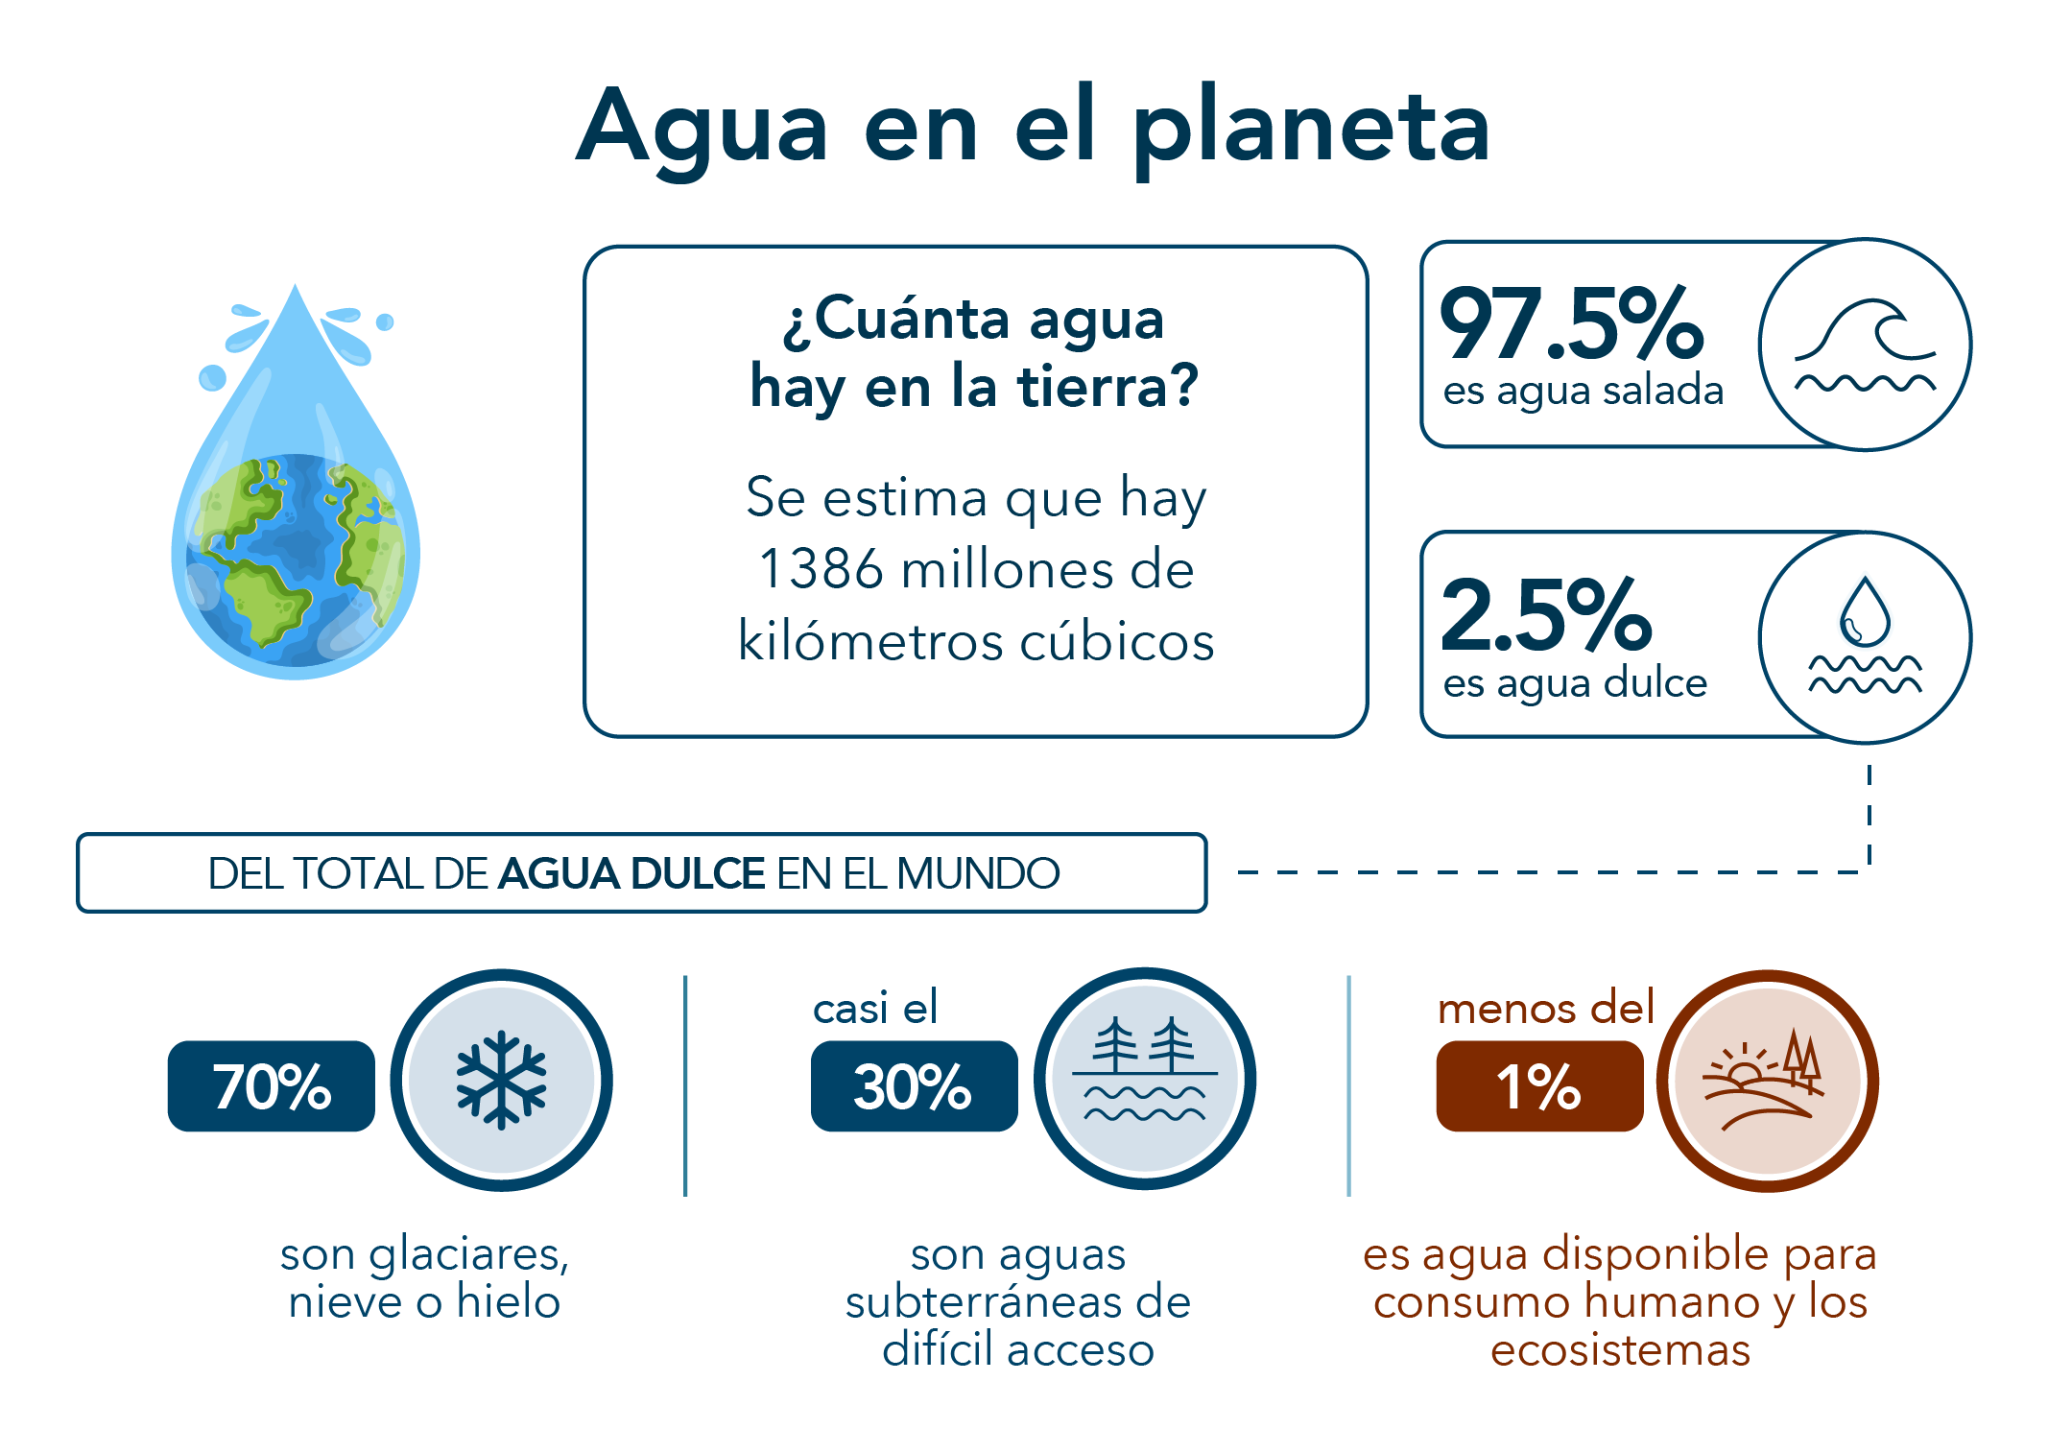 Agua en el planeta
¿Cuánta agua
hay en la tierra?
Se estima que hay
1386 millones de
kilómetros cúbicos
97.5%
es agua salada
2.5%
es agua dulce
DEL TOTAL DE AGUA DULCE EN EL MUNDO
70%
son glaciares,
nieve o hielo
casi el
30%
son aguas
subterráneas de
difícil acceso
menos del
1%
es agua disponible para
consumo humano y los
ecosistemas